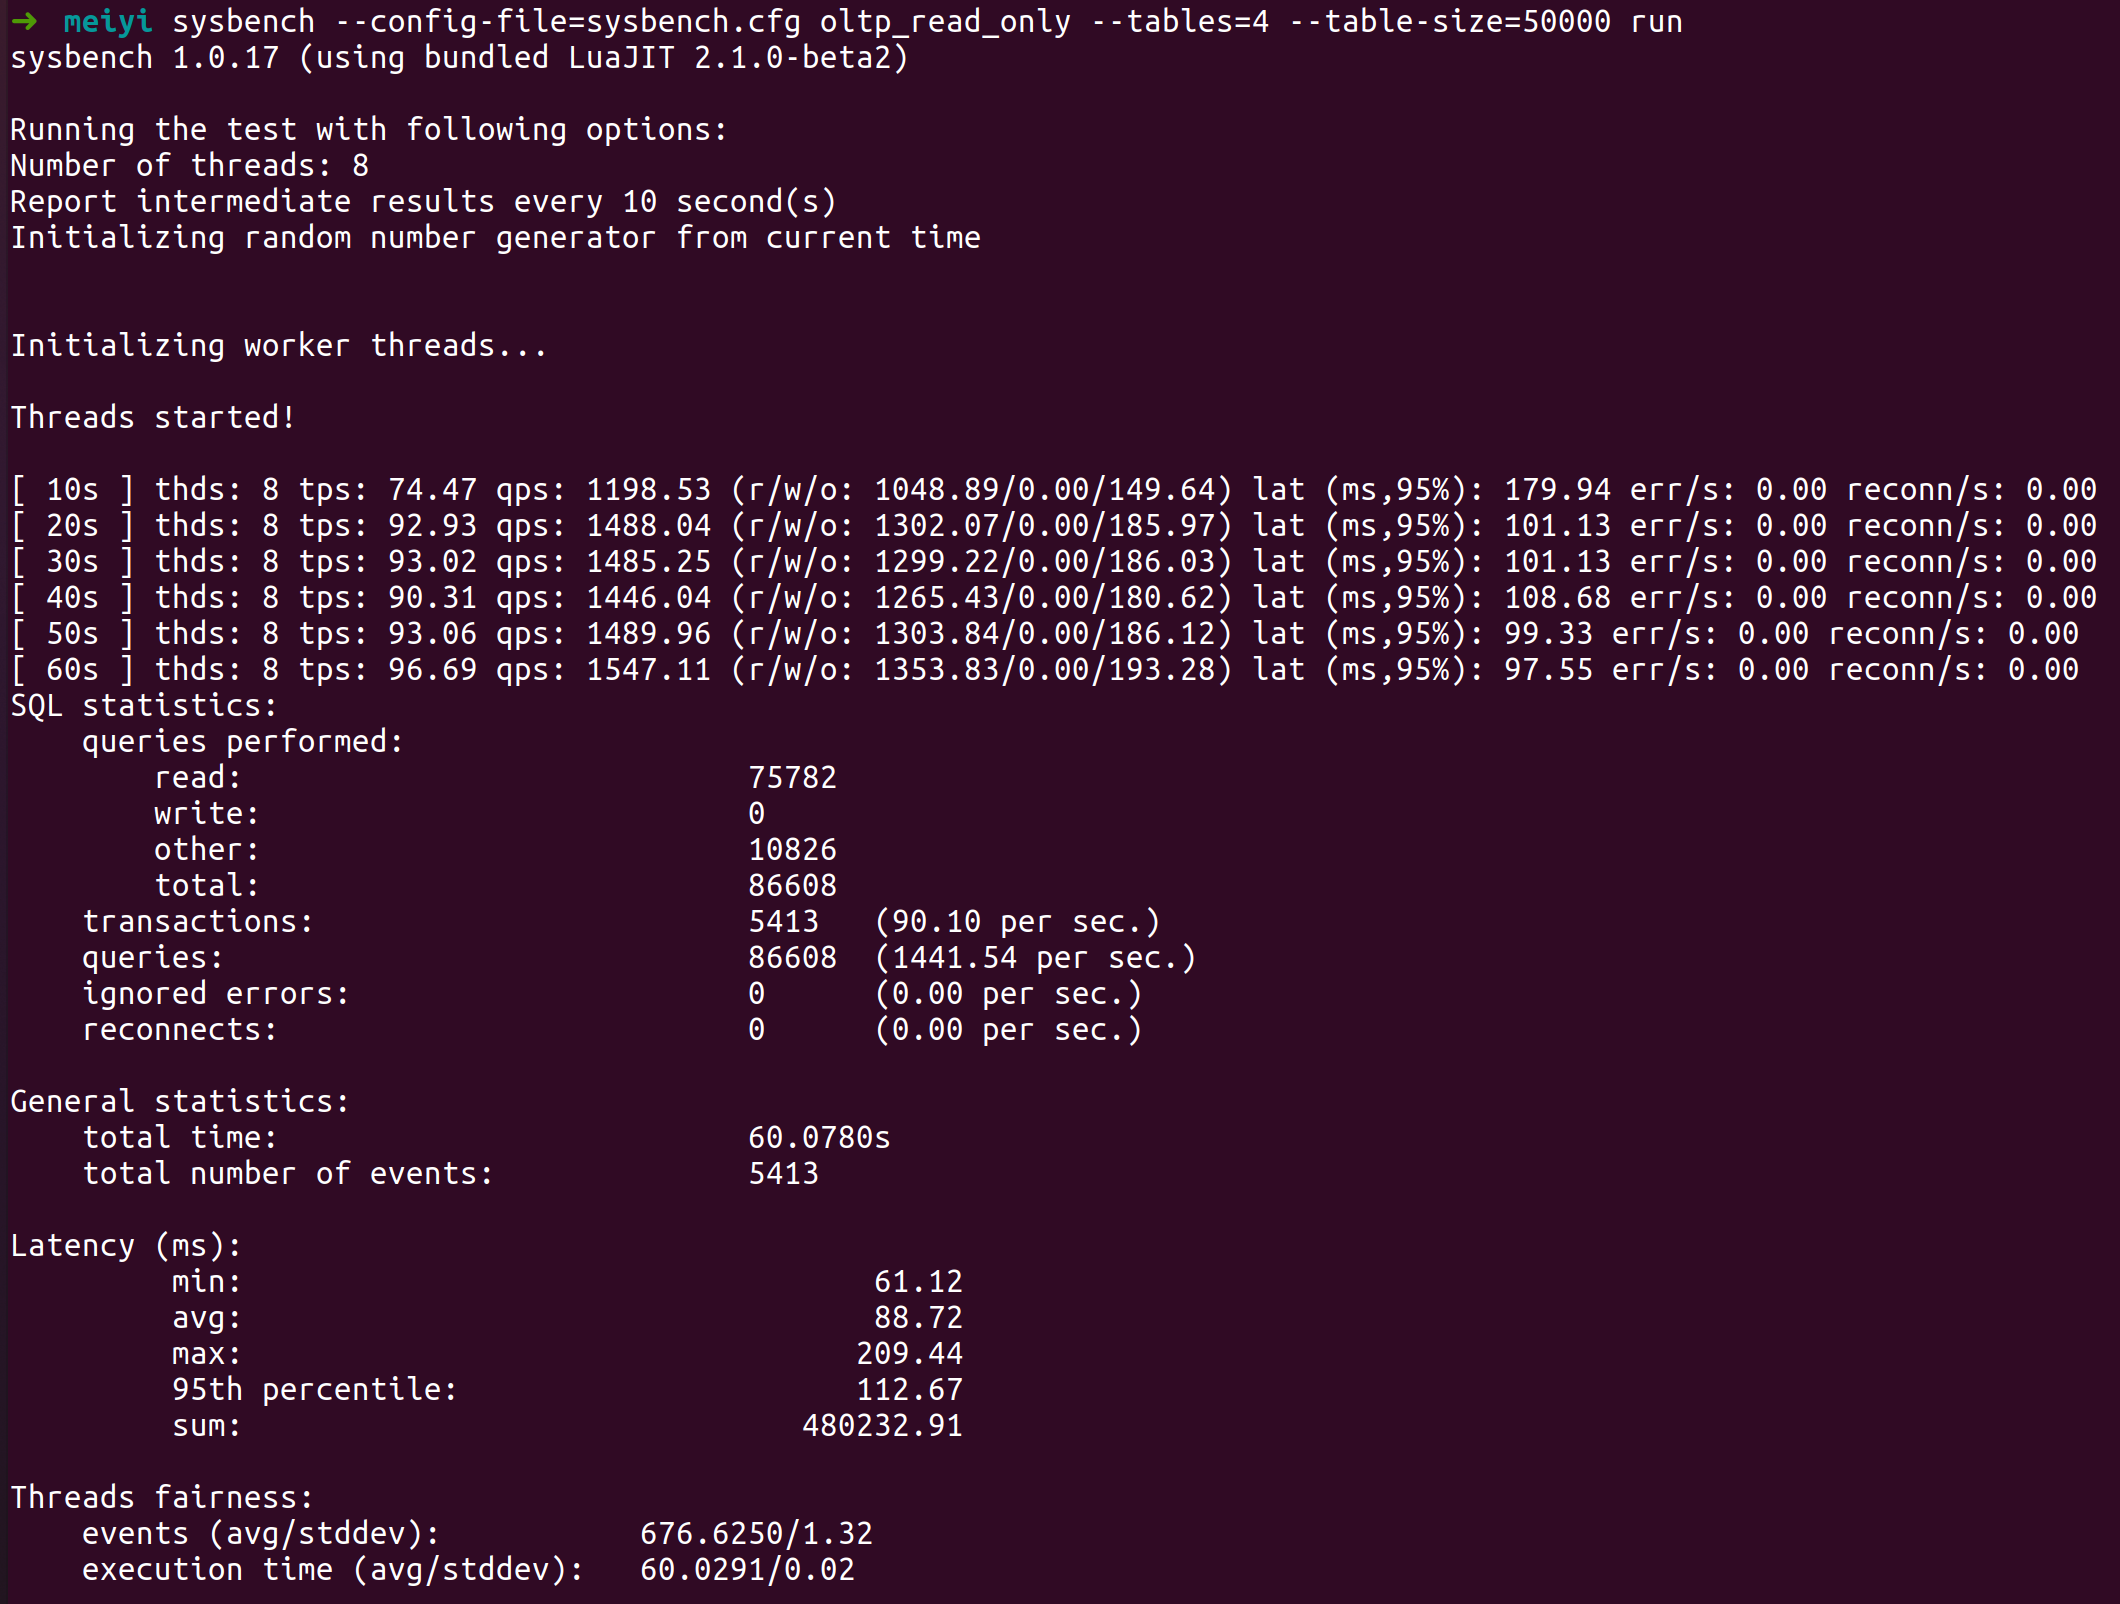 ➜  meiyi sysbench --config-file=sysbench.cfg oltp_read_only --tables=4 --table-size=50000 run
sysbench 1.0.17 (using bundled LuaJIT 2.1.0-beta2)

Running the test with following options:
Number of threads: 8
Report intermediate results every 10 second(s)
Initializing random number generator from current time


Initializing worker threads...

Threads started!

[ 10s ] thds: 8 tps: 74.47 qps: 1198.53 (r/w/o: 1048.89/0.00/149.64) lat (ms,95%): 179.94 err/s: 0.00 reconn/s: 0.00
[ 20s ] thds: 8 tps: 92.93 qps: 1488.04 (r/w/o: 1302.07/0.00/185.97) lat (ms,95%): 101.13 err/s: 0.00 reconn/s: 0.00
[ 30s ] thds: 8 tps: 93.02 qps: 1485.25 (r/w/o: 1299.22/0.00/186.03) lat (ms,95%): 101.13 err/s: 0.00 reconn/s: 0.00
[ 40s ] thds: 8 tps: 90.31 qps: 1446.04 (r/w/o: 1265.43/0.00/180.62) lat (ms,95%): 108.68 err/s: 0.00 reconn/s: 0.00
[ 50s ] thds: 8 tps: 93.06 qps: 1489.96 (r/w/o: 1303.84/0.00/186.12) lat (ms,95%): 99.33 err/s: 0.00 reconn/s: 0.00
[ 60s ] thds: 8 tps: 96.69 qps: 1547.11 (r/w/o: 1353.83/0.00/193.28) lat (ms,95%): 97.55 err/s: 0.00 reconn/s: 0.00
SQL statistics:
    queries performed:
        read:                            75782
        write:                           0
        other:                           10826
        total:                           86608
    transactions:                        5413   (90.10 per sec.)
    queries:                             86608  (1441.54 per sec.)
    ignored errors:                      0      (0.00 per sec.)
    reconnects:                          0      (0.00 per sec.)

General statistics:
    total time:                          60.0780s
    total number of events:              5413

Latency (ms):
         min:                                   61.12
         avg:                                   88.72
         max:                                  209.44
         95th percentile:                      112.67
         sum:                               480232.91

Threads fairness:
    events (avg/stddev):           676.6250/1.32
    execution time (avg/stddev):   60.0291/0.02